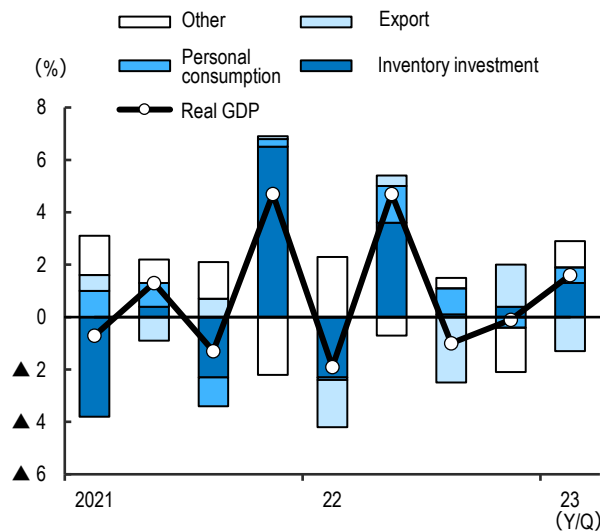 Other
Export
Personal consumption
Inventory investment
Real GDP
(%)
8
6
4
2
0
▲ 2
▲ 4
▲ 6
2021
22
23
(Y/Q)